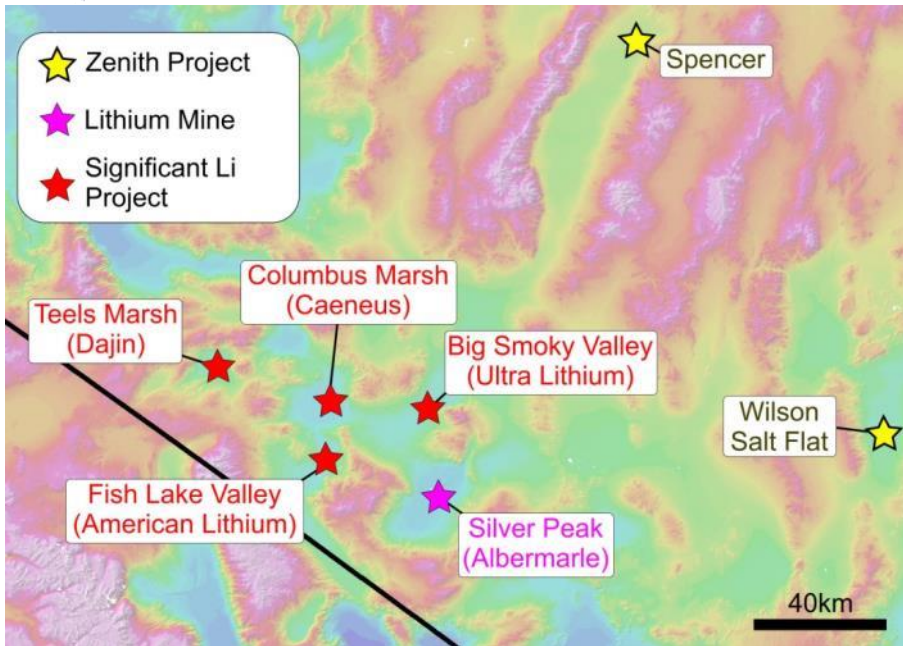 Zenith Project
Lithium Mine
Significant Li
Project
Spencer
Columbus Marsh
(Caeneus)
Teels Marsh
(Dajin)
Big Smoky Valley
(Ultra Lithium)
Wilson
Salt Flat
Fish Lake Valley
(American Lithium)
Silver Peak
(Albermarle)
40km